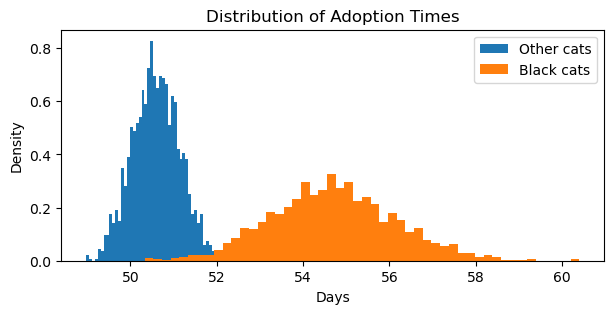 Distribution of Adoption Times
Other cats
Black cats
Density
0.8
0.6
0.4
0.2
0.0
50 52 54 56 58 60
Days